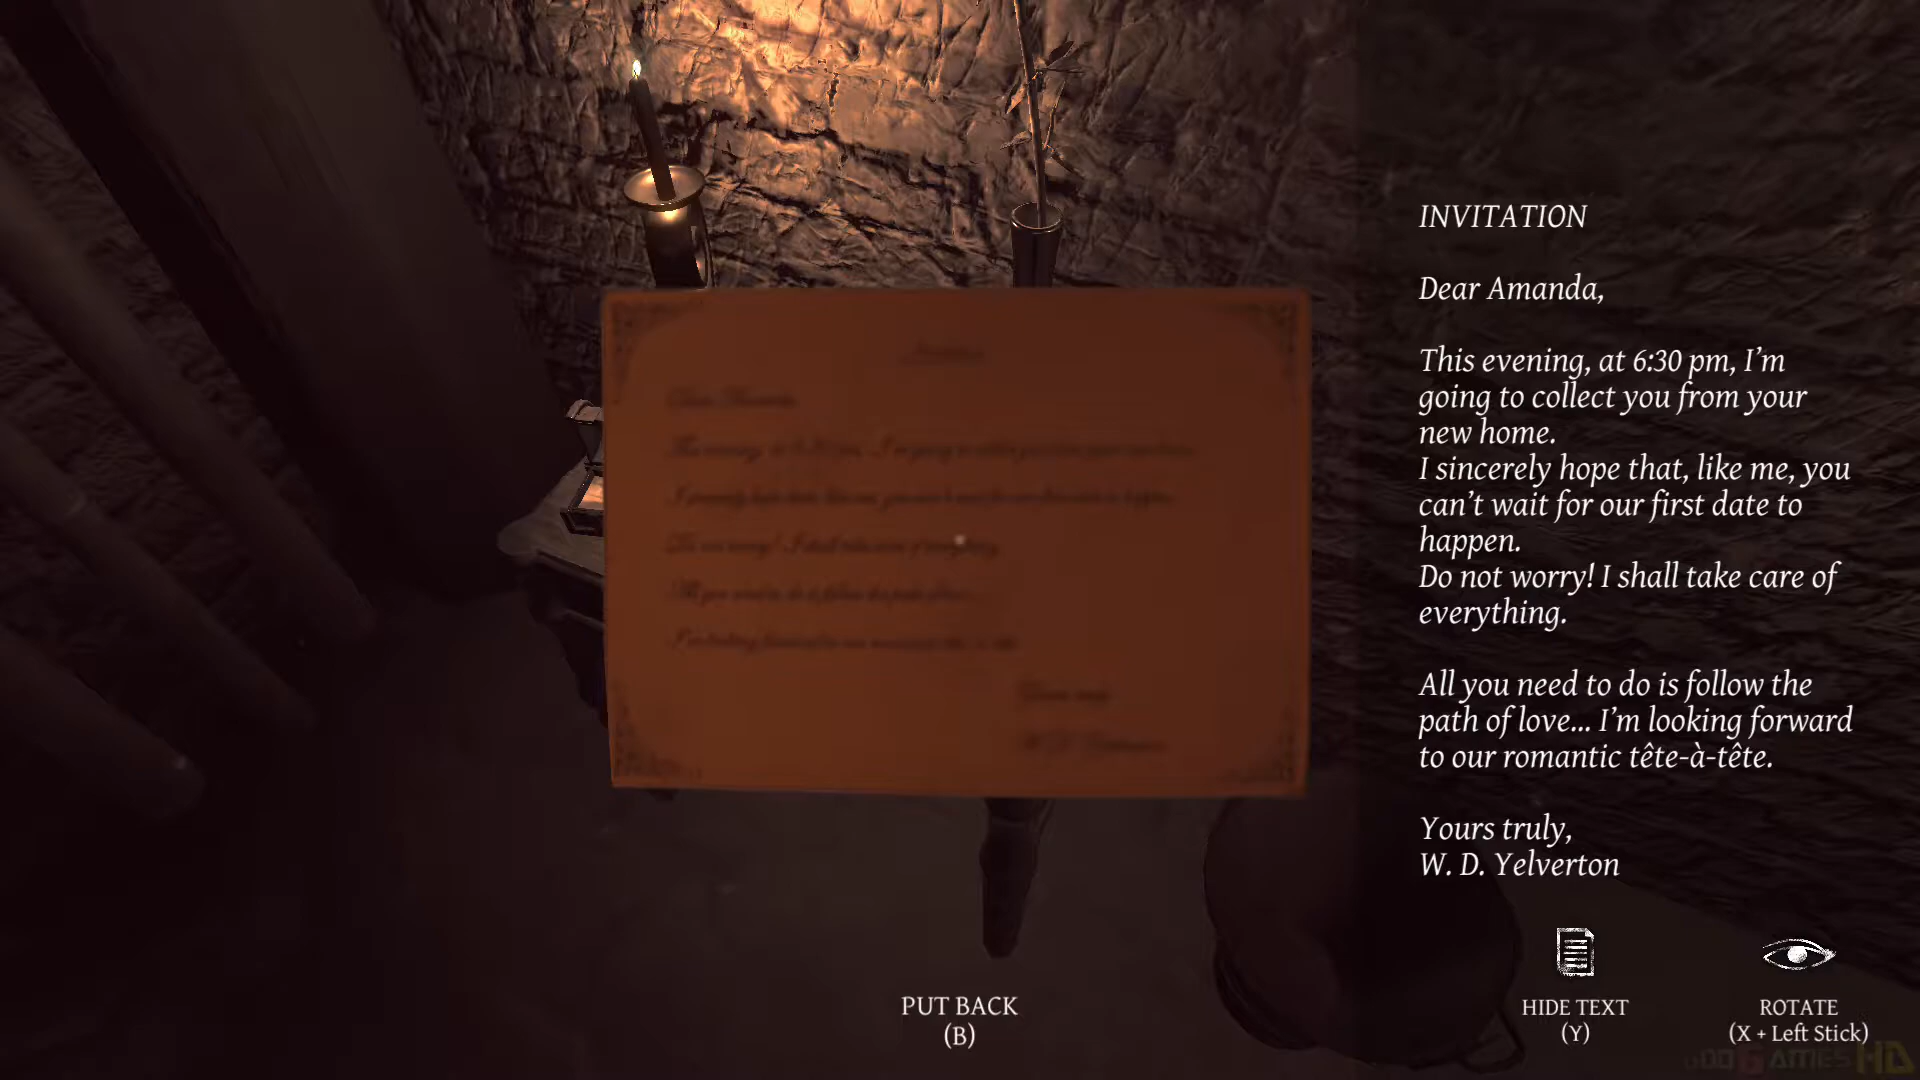 INVITATION
Dear Amanda,
This evening, at 6:30 pm, I'm
going to collect you from your
new home.
I sincerely hope that, like me, you
can't wait for our first date to
happen.
Do not worry! I shall take care of
everything.
All you need to do is follow the
path of love... I'm looking forward
to our romantic tête-à-tête.
Yours truly,
W. D. Yelverton
PUT BACK
(B)
HIDE TEXT
(Y)
ROTATE
(X + Left Stick)